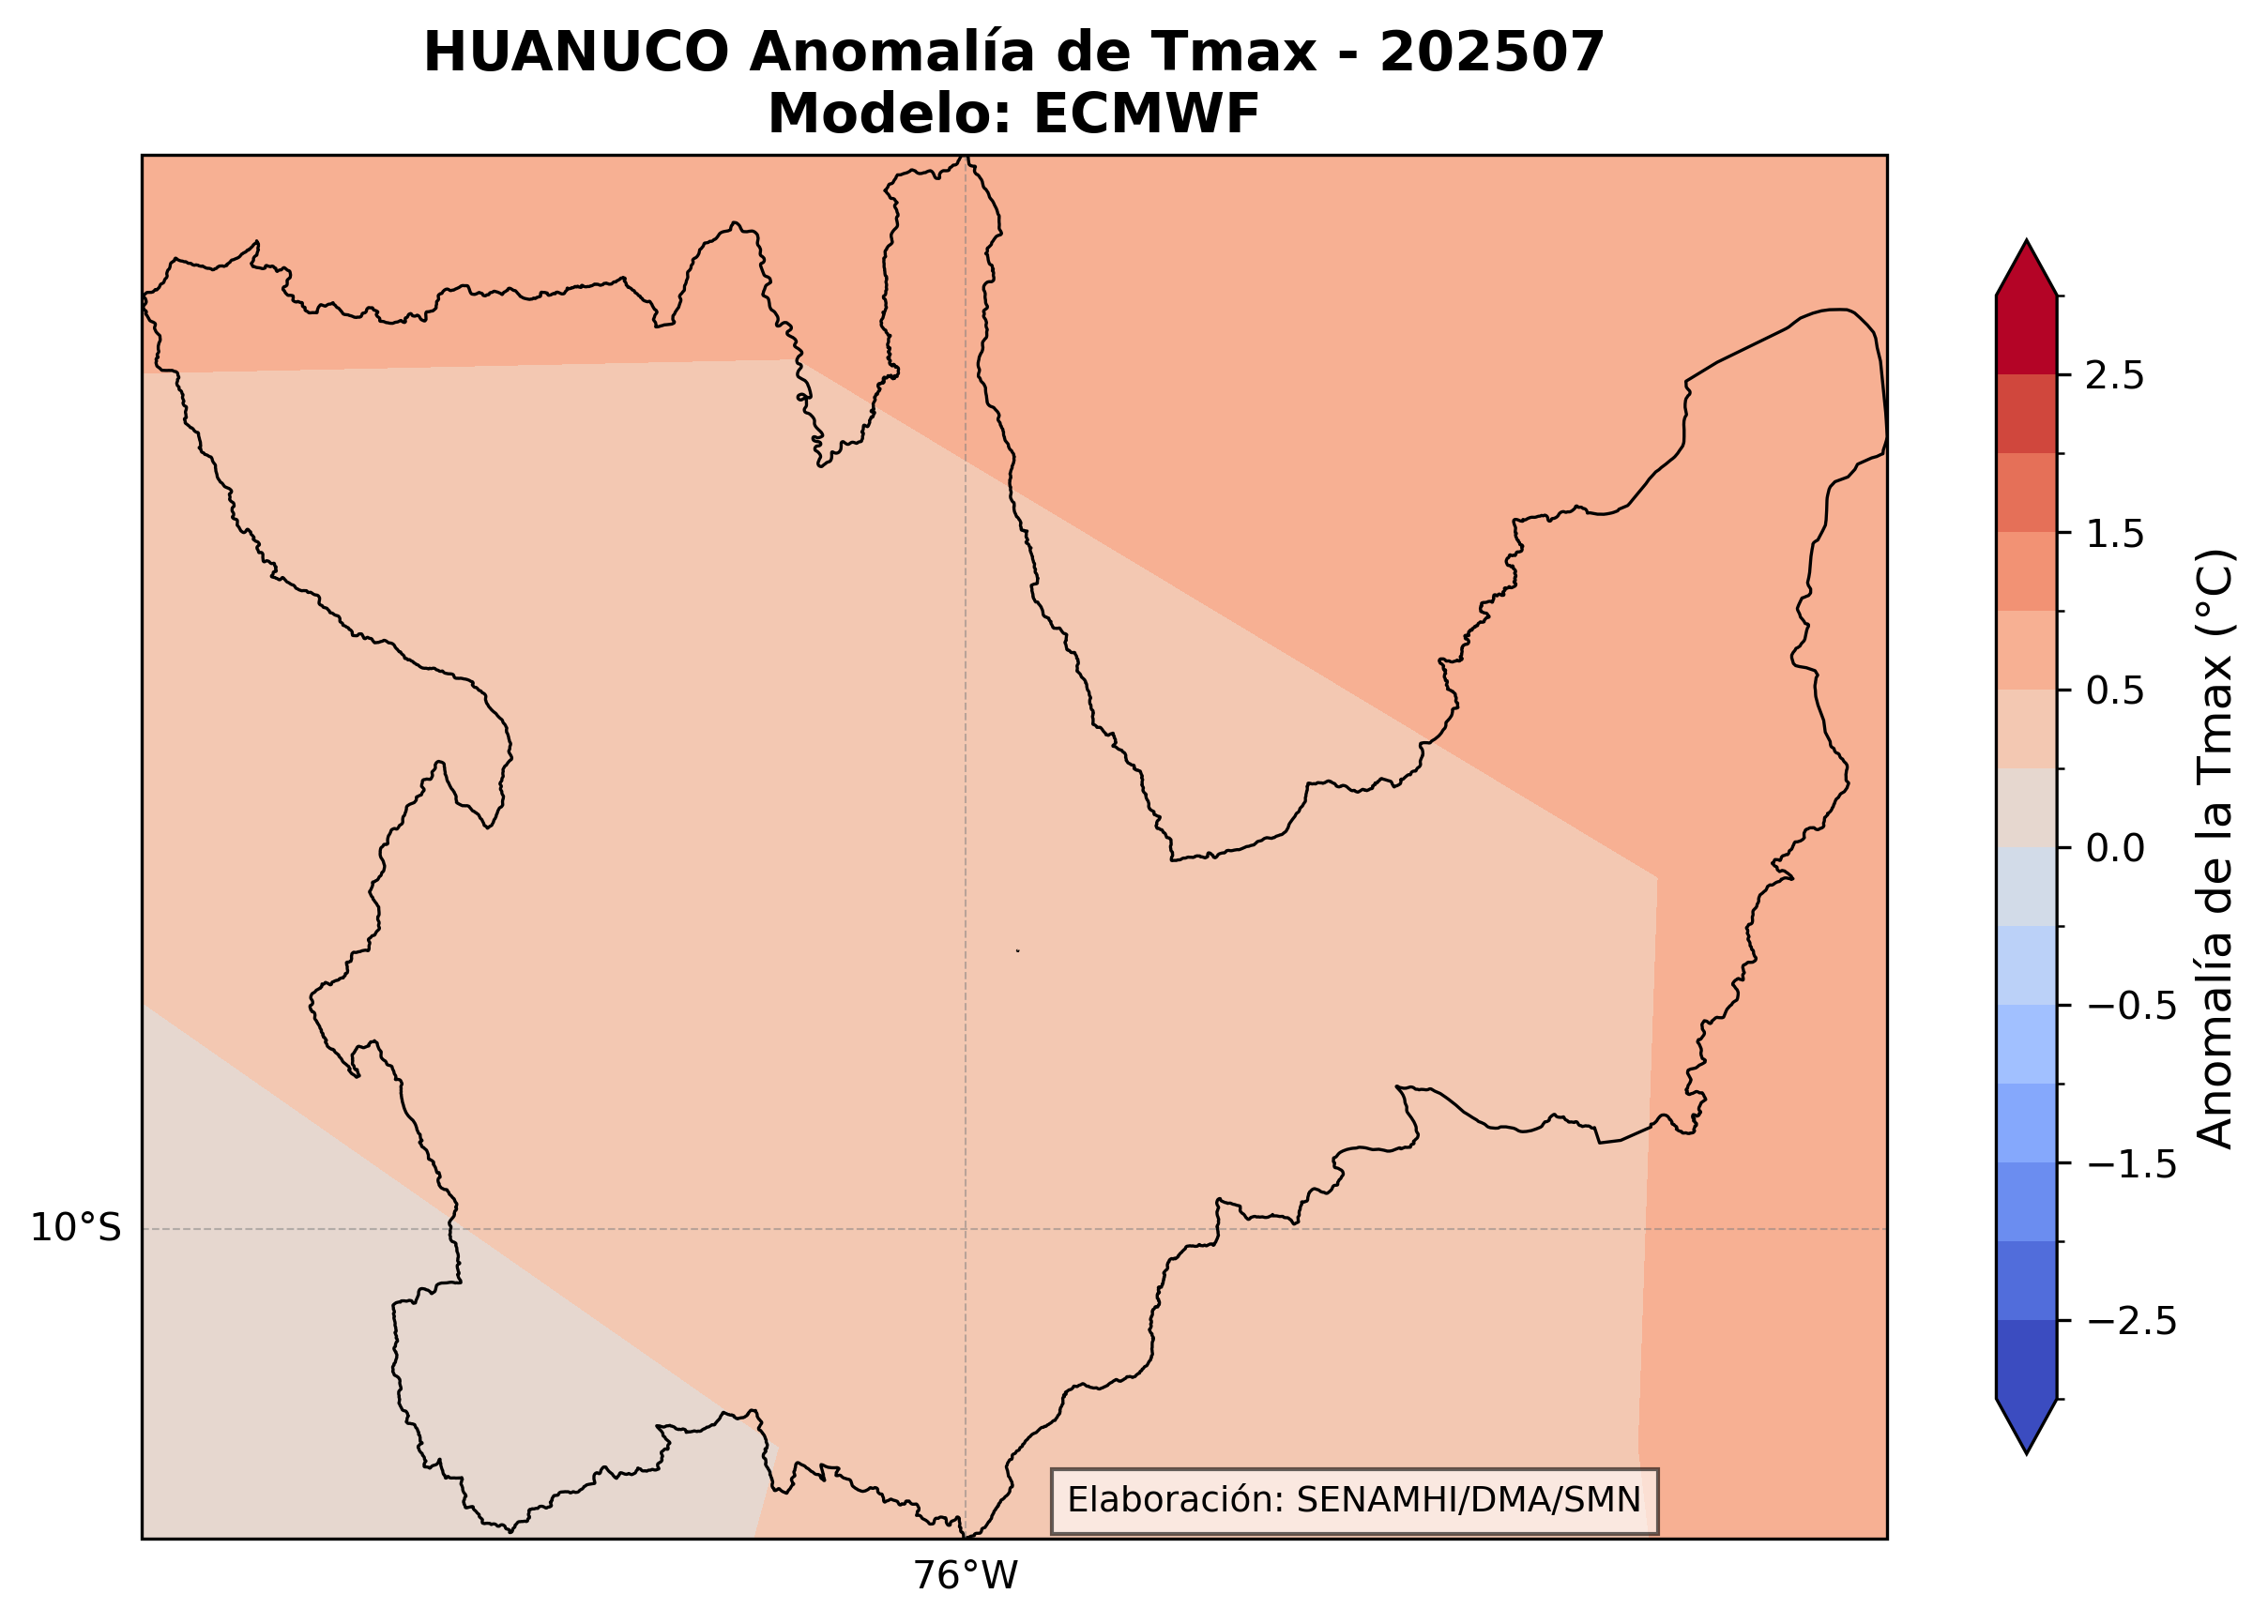 HUANUCO Anomalía de Tmax - 202507
Modelo: ECMWF
2.5
1.5
0.5
0.0
−0.5
−1.5
−2.5
Anomalía de la Tmax (°C)
10°S
76°W
Elaboración: SENAMHI/DMA/SMN